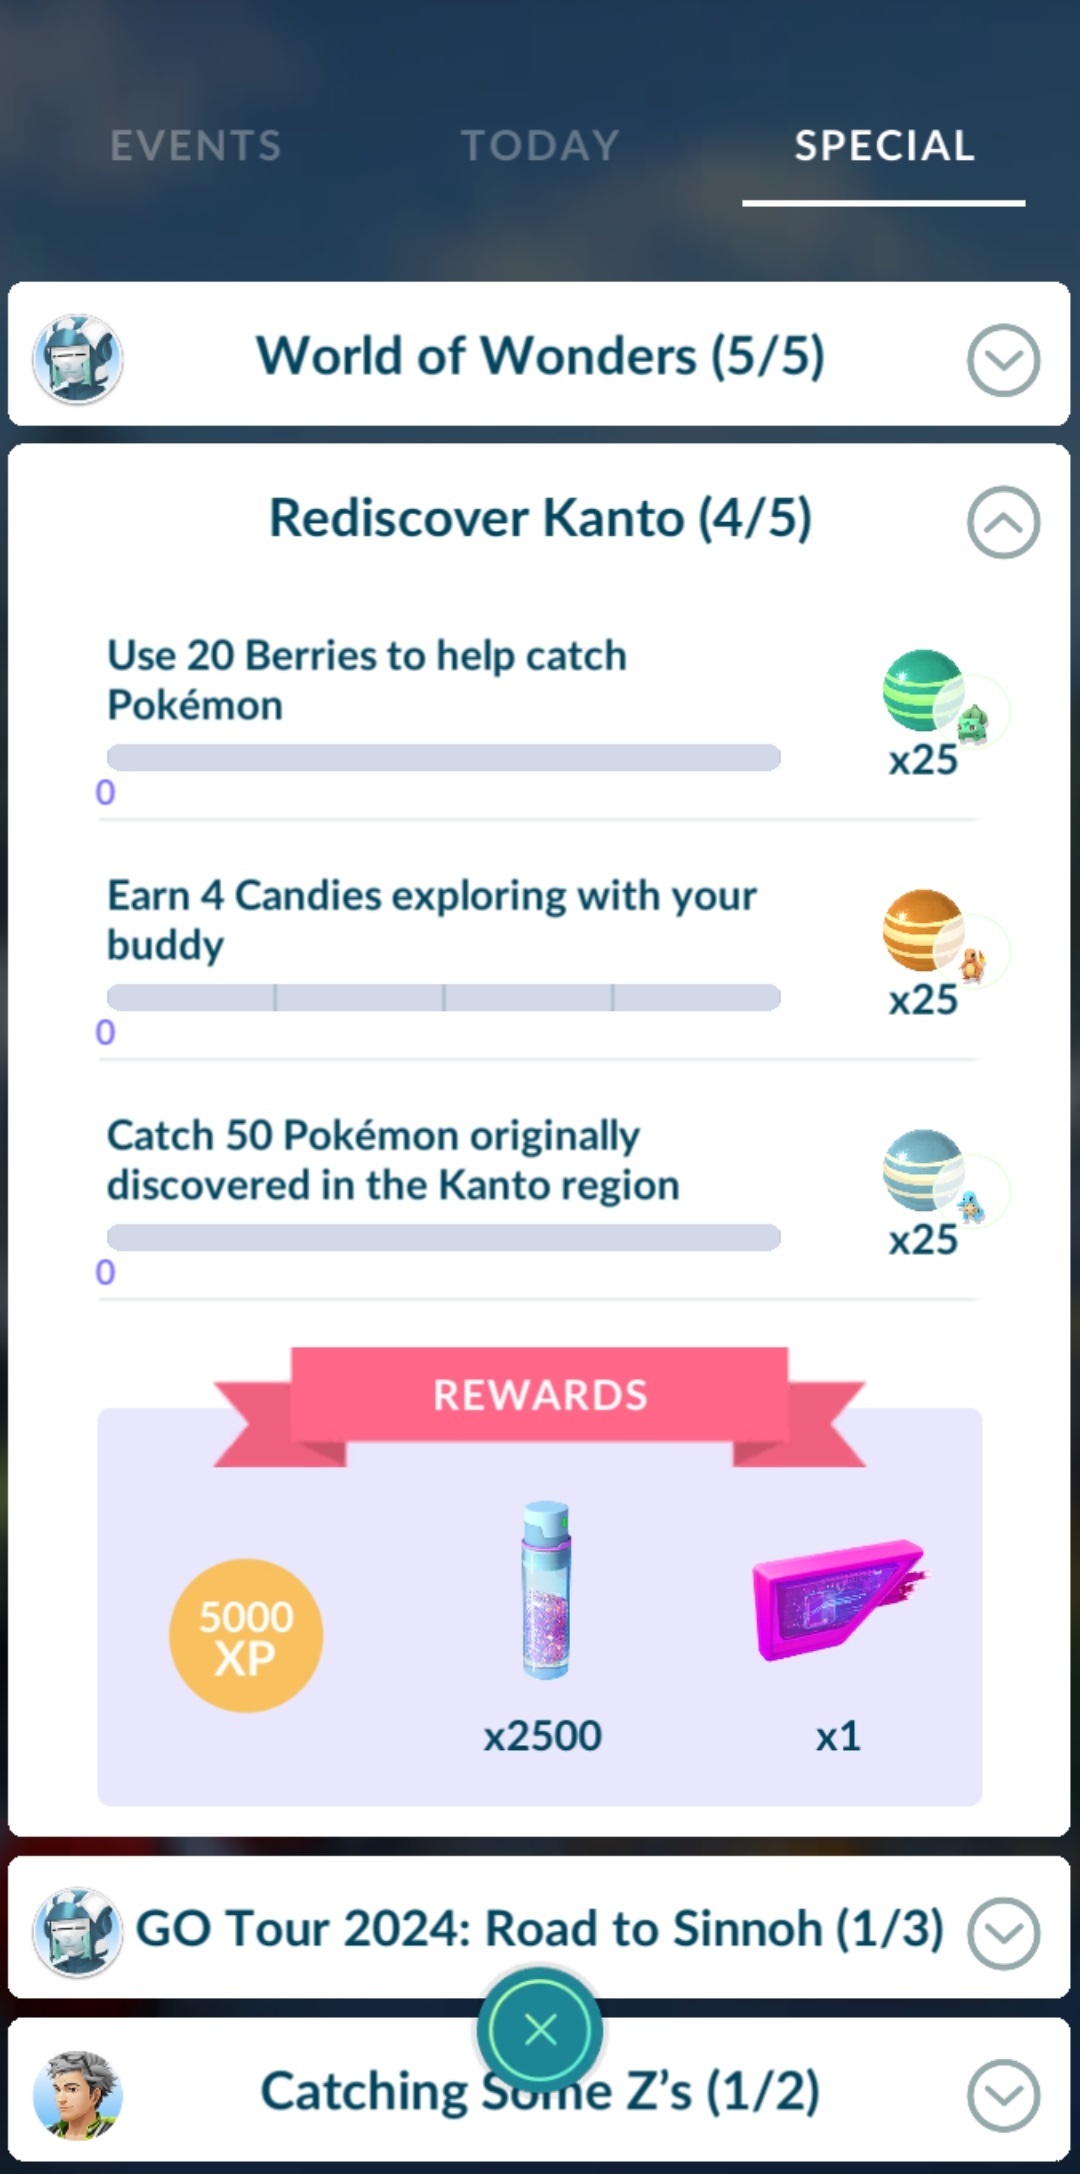 EVENTS TODAY SPECIAL
World of Wonders (5/5)
Rediscover Kanto (4/5)
Use 20 Berries to help catch
Pokémon
x25
0
Earn 4 Candies exploring with your
buddy
x25
0
Catch 50 Pokémon originally
discovered in the Kanto region
x25
0
REWARDS
5000
XP
x2500
x1
GO Tour 2024: Road to Sinnoh (1/3)
Catching Some Z's (1/2)